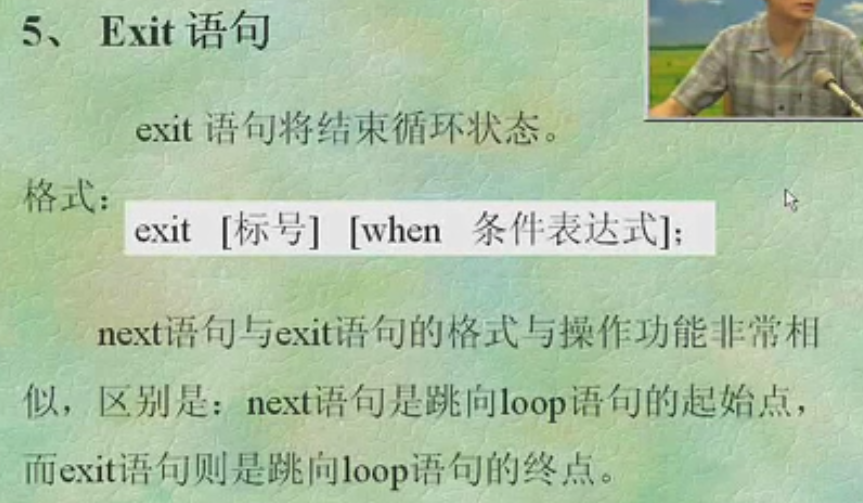 5、 Exit 语句
exit 语句将结束循环状态。
格式：
exit [标号] [when 条件表达式];
next语句与exit语句的格式与操作功能非常相
似，区别是：next语句是跳向loop语句的起始点，
而exit语句则是跳向loop语句的终点。